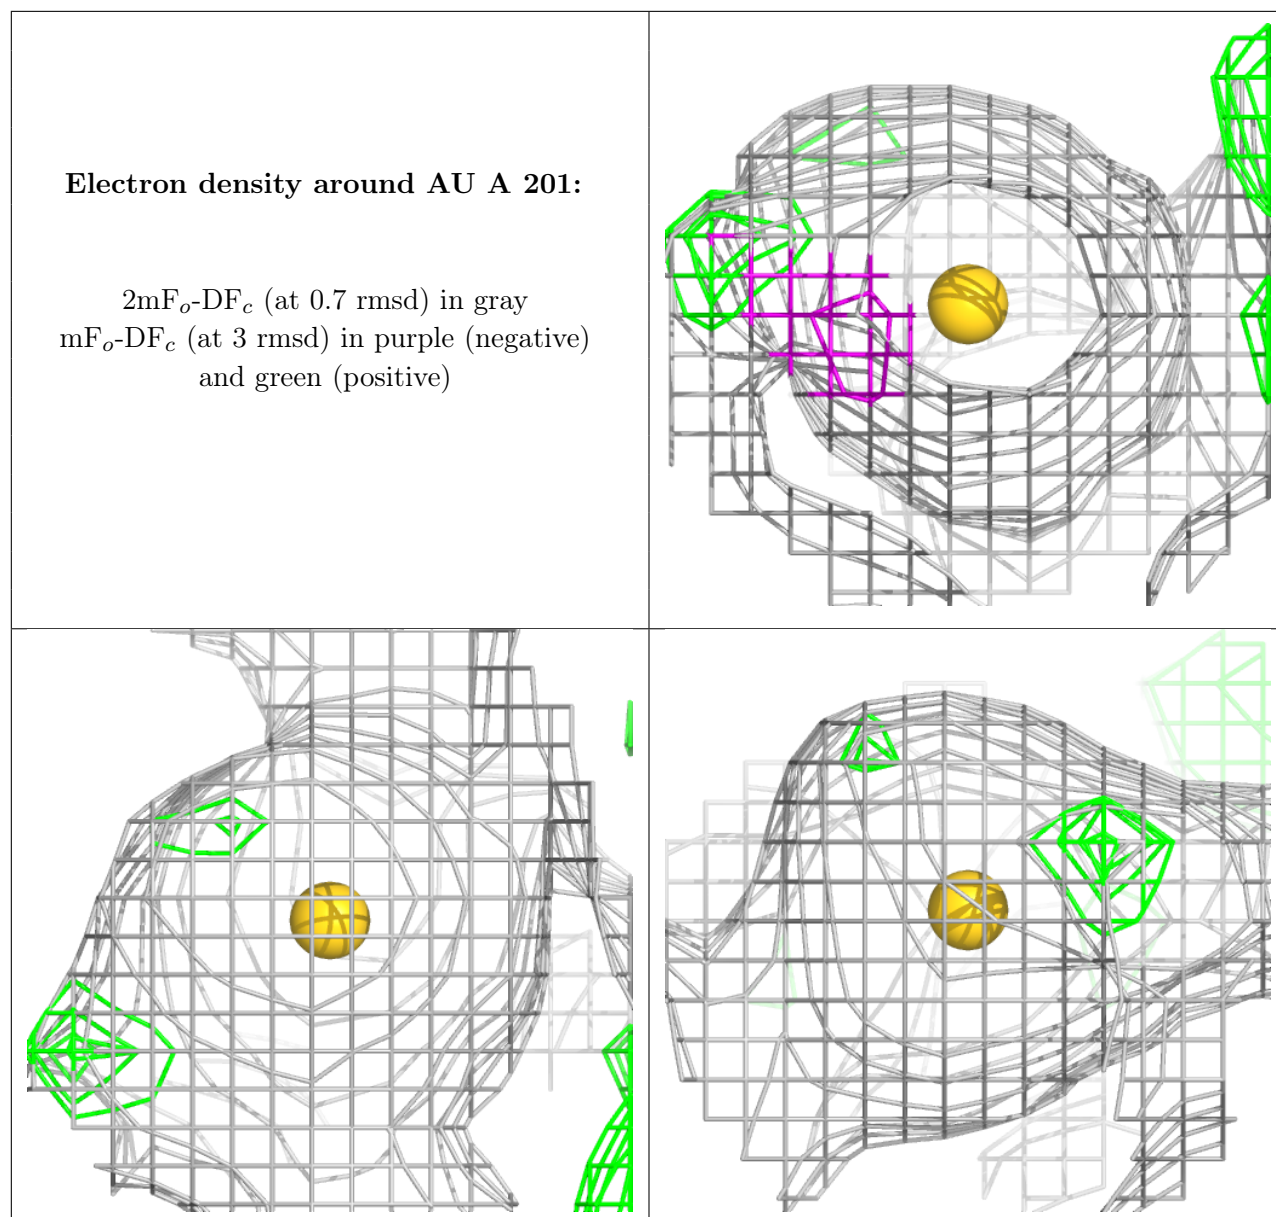 Electron density around AU A 201:
2mFo-DFc (at 0.7 rmsd) in gray
mFo-DFc (at 3 rmsd) in purple (negative)
and green (positive)